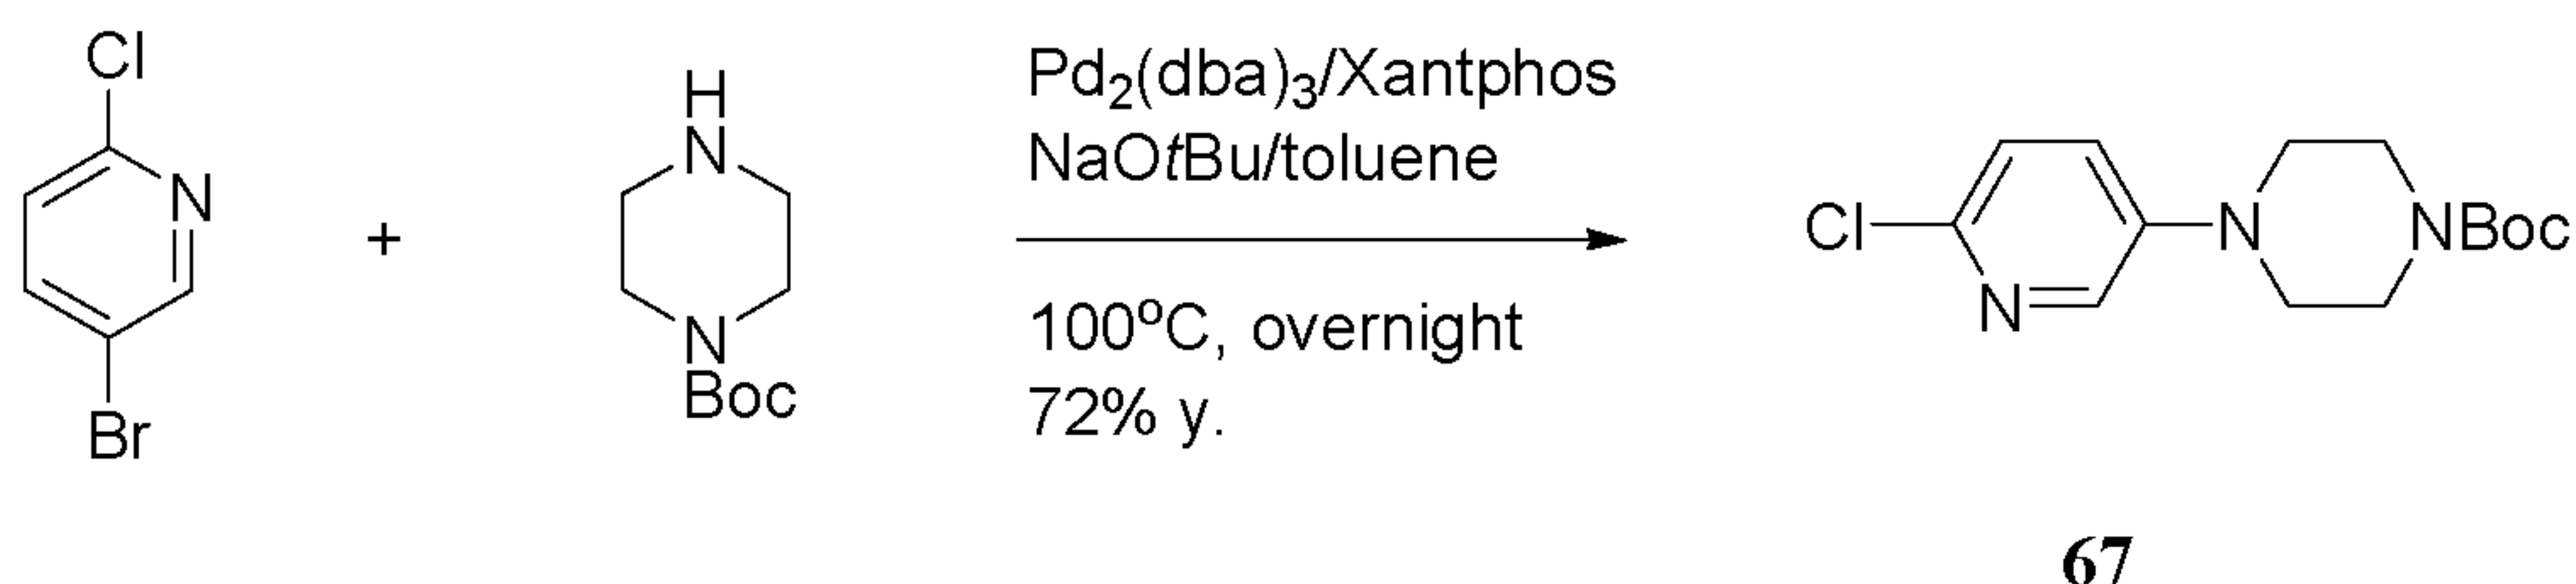 Cl
N
Br
+
H
N
N
Boc
Pd₂(dba)₃/Xantphos
NaOtBu/toluene
100ºC, overnight
72% y.
Cl
N
N
NBoc
67